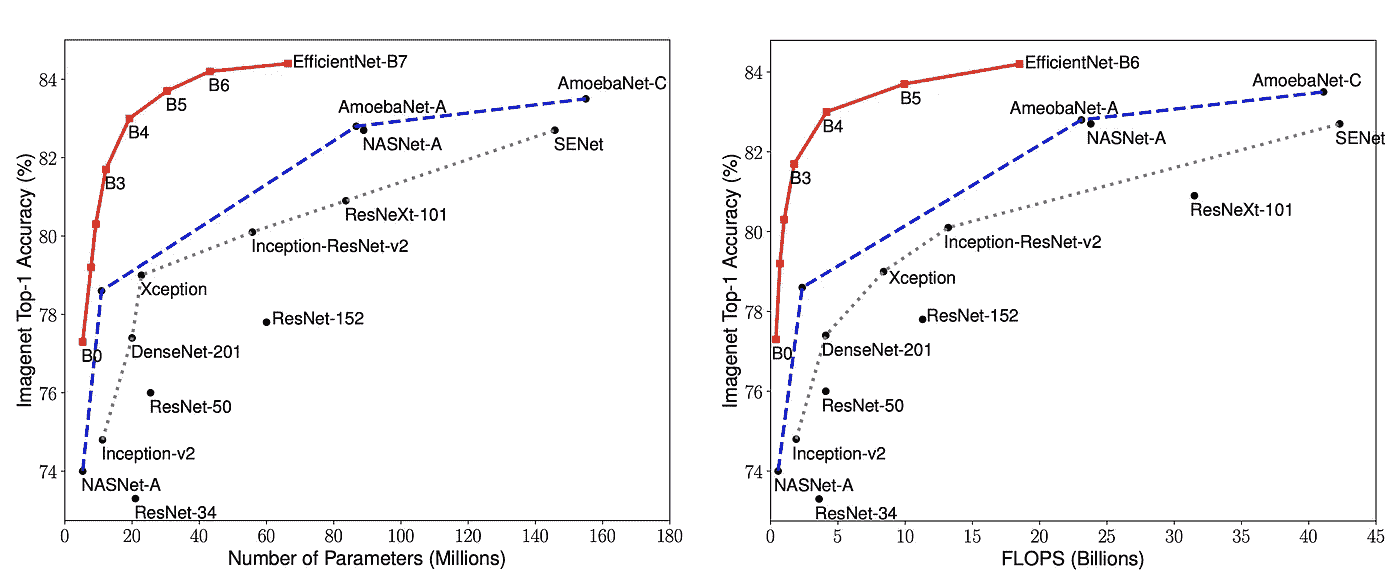 EfficientNet-B7
84
B6
AmoebaNet-C
B5
AmoebaNet-A
B4
NASNet-A
SENet
82
B3
ResNeXt-101
80
Inception-ResNet-v2
Xception
78
ResNet-152
B0
DenseNet-201
76
ResNet-50
Inception-v2
74
NASNet-A
ResNet-34
0 20 40 60 80 100 120 140 160 180
Number of Parameters (Millions)
Imagenet Top-1 Accuracy (%)
EfficientNet-B6
84
AmoebaNet-C
B5
AmeobaNet-A
B4
NASNet-A
SENet
82
B3
ResNeXt-101
80
Inception-ResNet-v2
Xception
78
ResNet-152
B0
DenseNet-201
76
ResNet-50
Inception-v2
74
NASNet-A
ResNet-34
0 5 10 15 20 25 30 35 40 45
FLOPS (Billions)
Imagenet Top-1 Accuracy (%)